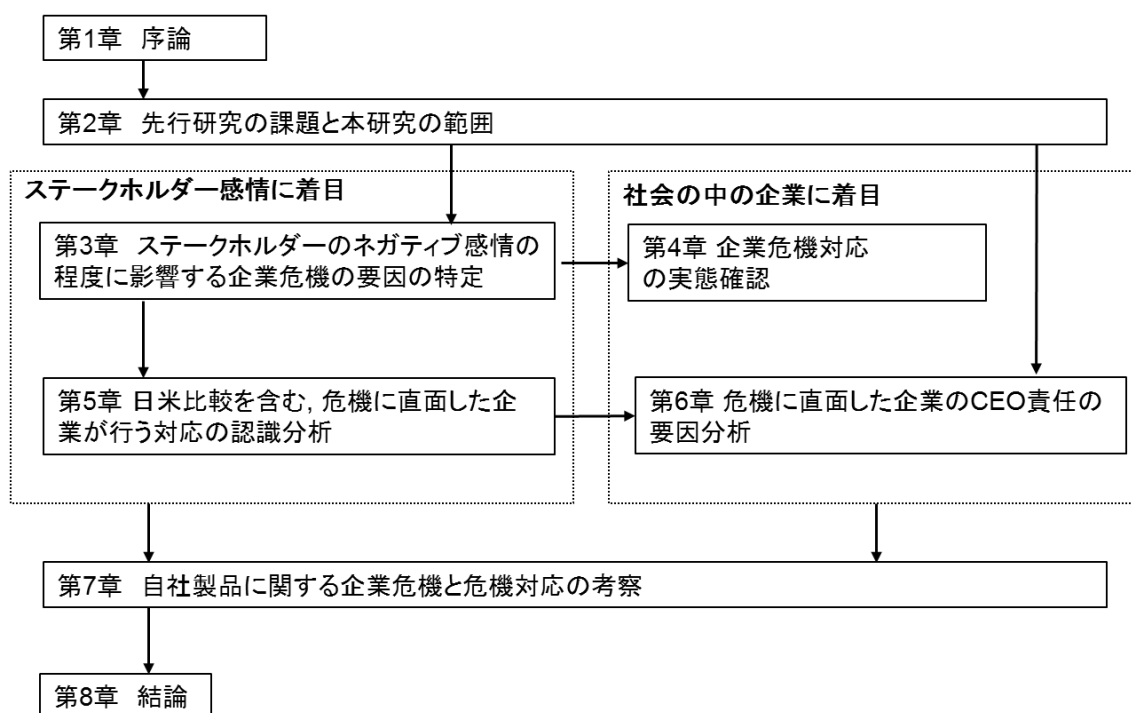 第1章 序論
第2章 先行研究の課題と本研究の範囲
ステークホルダー感情に着目
第3章 ステークホルダーのネガティブ感情の
程度に影響する企業危機の要因の特定
第5章 日米比較を含む, 危機に直面した企
業が行う対応の認識分析
社会の中の企業に着目
第4章 企業危機対応
の実態確認
第6章 危機に直面した企業のCEO責任の
要因分析
第7章 自社製品に関する企業危機と危機対応の考察
第8章 結論